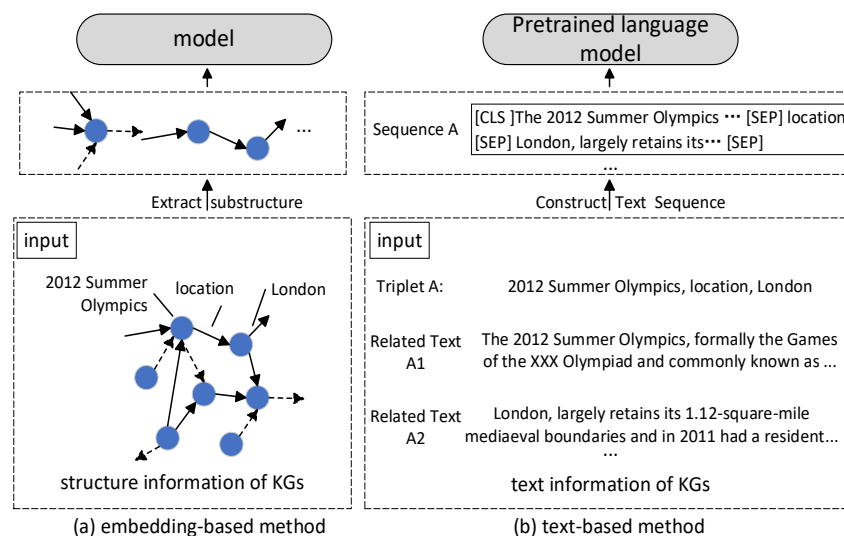 model
...
Extract substructure
input
2012 Summer
Olympics
location
London
structure information of KGs
(a) embedding-based method
Pretrained language
model
Sequence A
[CLS ]The 2012 Summer Olympics ··· [SEP] location
[SEP] London, largely retains its··· [SEP]
...
Construct Text Sequence
input
Triplet A:
2012 Summer Olympics, location, London
Related Text
A1
The 2012 Summer Olympics, formally the Games
of the XXX Olympiad and commonly known as ...
Related Text
A2
London, largely retains its 1.12-square-mile
mediaeval boundaries and in 2011 had a resident...
...
text information of KGs
(b) text-based method